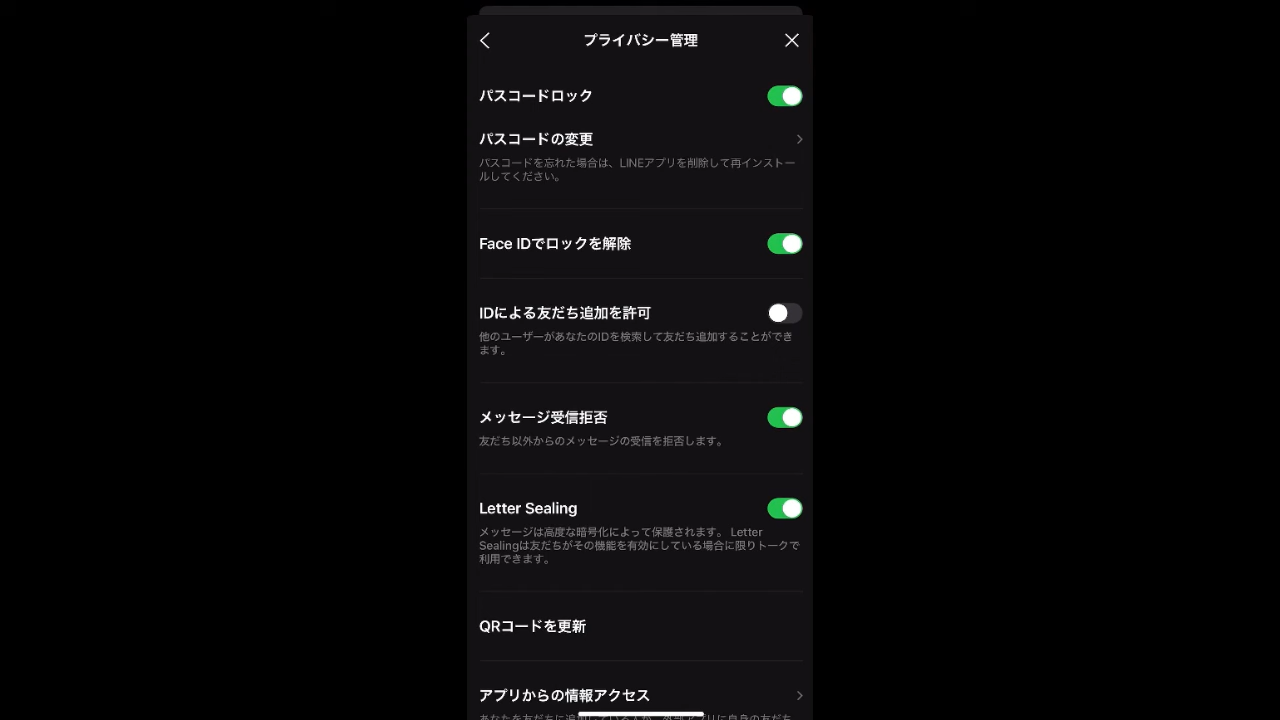 プライバシー管理
パスコードロック
パスコードの変更
パスコードを忘れた場合は、LINEアプリを削除して再インストー
ルしてください。
Face IDでロックを解除
IDによる友だち追加を許可
他のユーザーがあなたのIDを検索して友だち追加することができ
ます。
メッセージ受信拒否
友だち以外からのメッセージの受信を拒否します。
Letter Sealing
メッセージは高度な暗号化によって保護されます。 Letter
Sealingは友だちがその機能を有効にしている場合に限りトークで
利用できます。
QRコードを更新
アプリからの情報アクセス